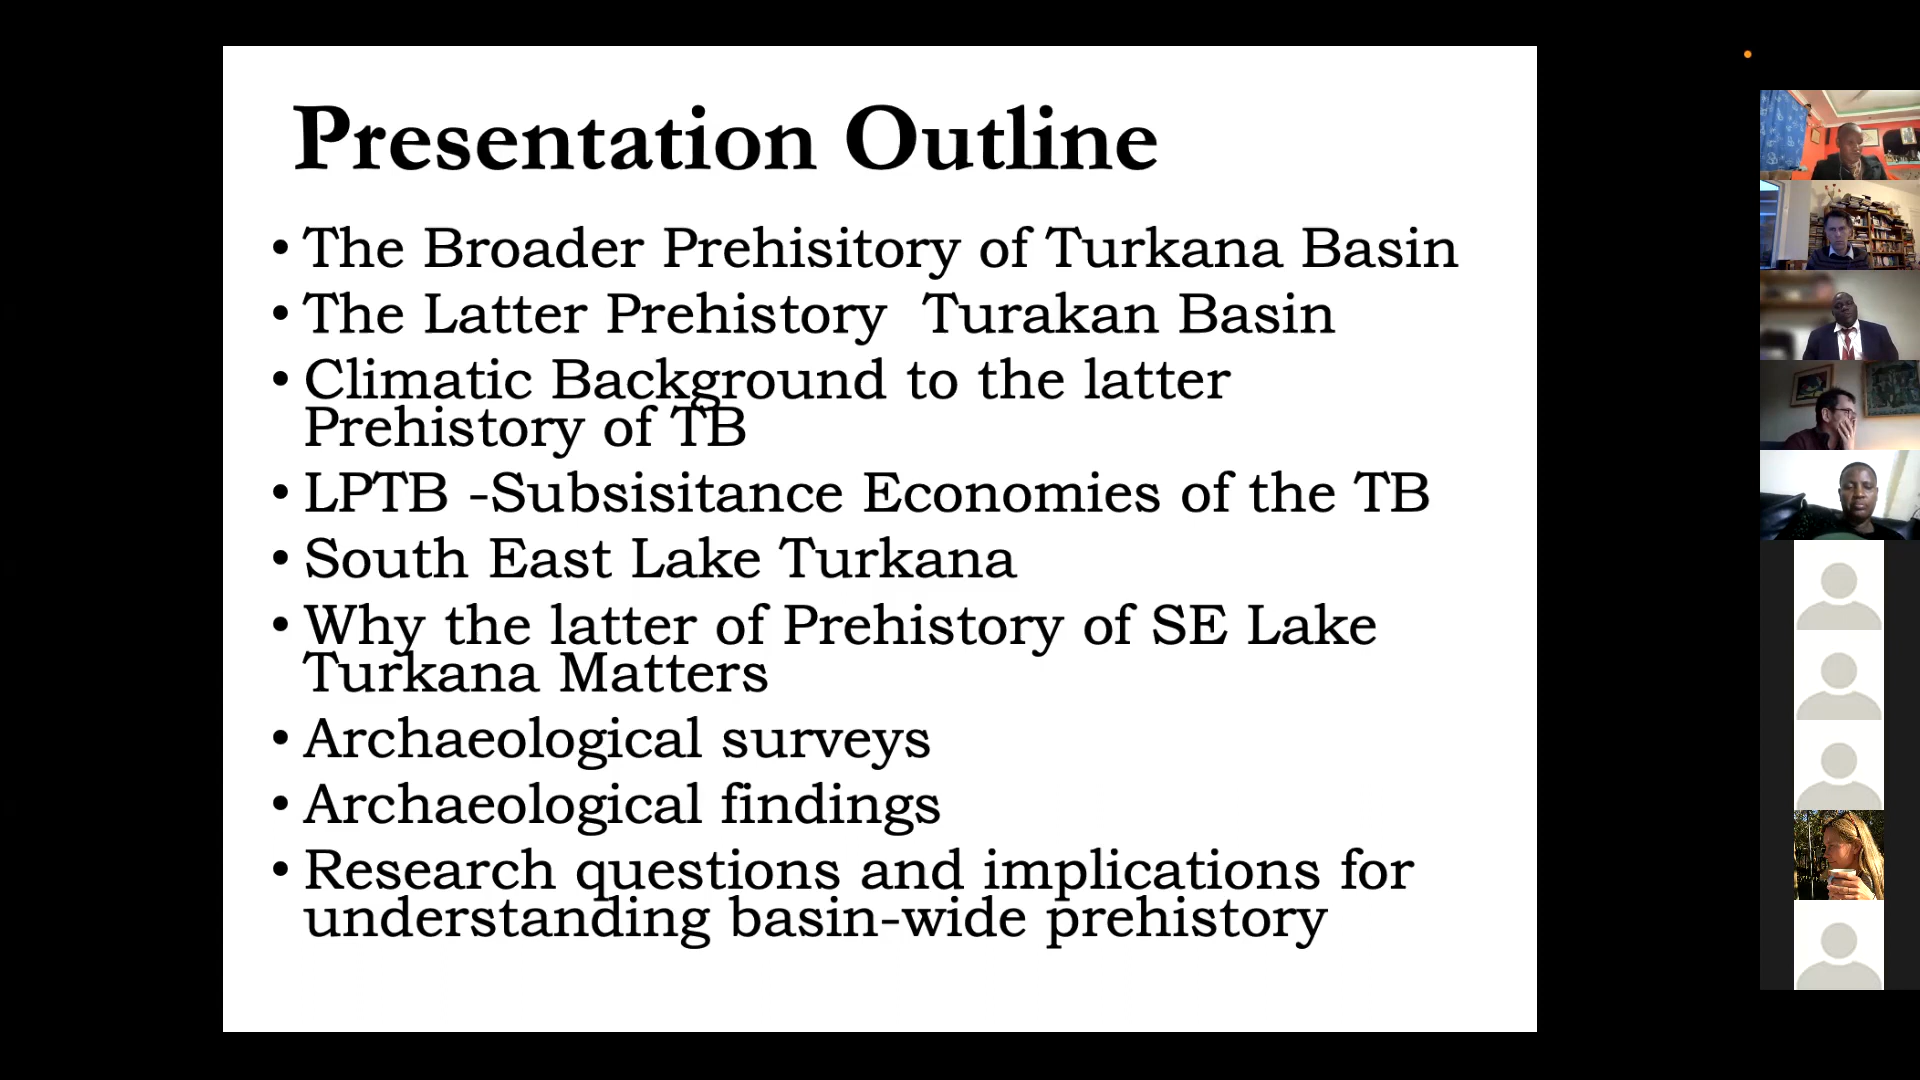 Presentation Outline
• The Broader Prehisitory of Turkana Basin
• The Latter Prehistory  Turakan Basin
• Climatic Background to the latter
Prehistory of TB
• LPTB -Subsisitance Economies of the TB
• South East Lake Turkana
• Why the latter of Prehistory of SE Lake
Turkana Matters
• Archaeological surveys
• Archaeological findings
• Research questions and implications for
understanding basin-wide prehistory